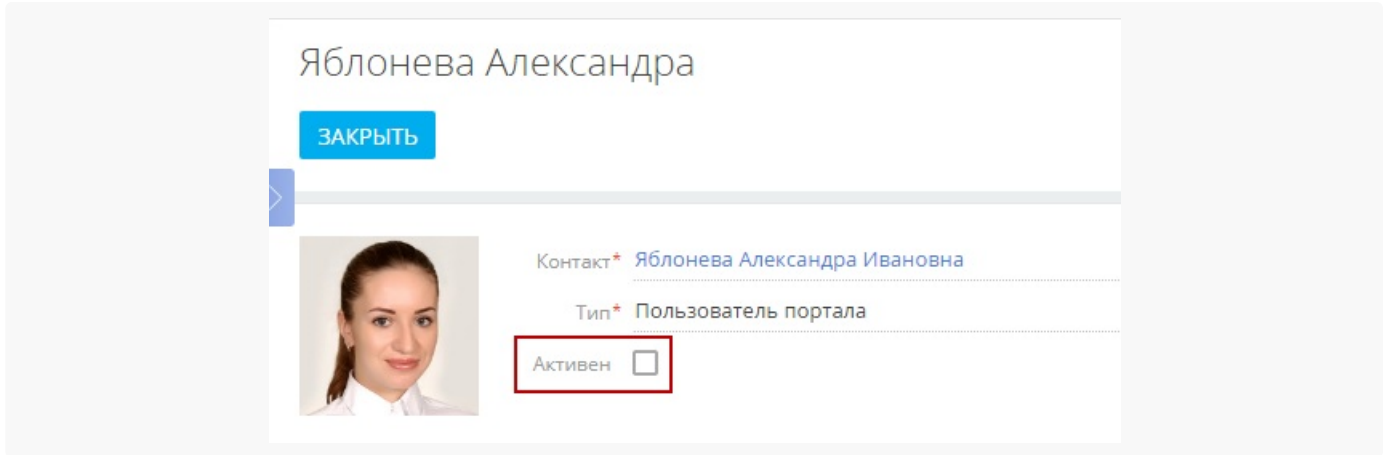 Яблонева Александра
ЗАКРЫТЬ
Контакт* Яблонева Александра Ивановна
Тип* Пользователь портала
Активен